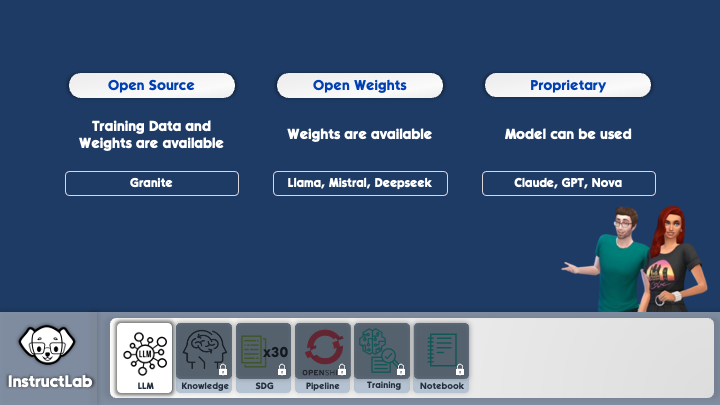 Open Source
Open Weights
Proprietary
Training Data and
Weights are available
Weights are available
Model can be used
Granite
Llama, Mistral, Deepseek
Claude, GPT, Nova
LLM
x30
OPENSH
InstructLab
LLM
Knowledge
SDG
Pipeline
Training
Notebook